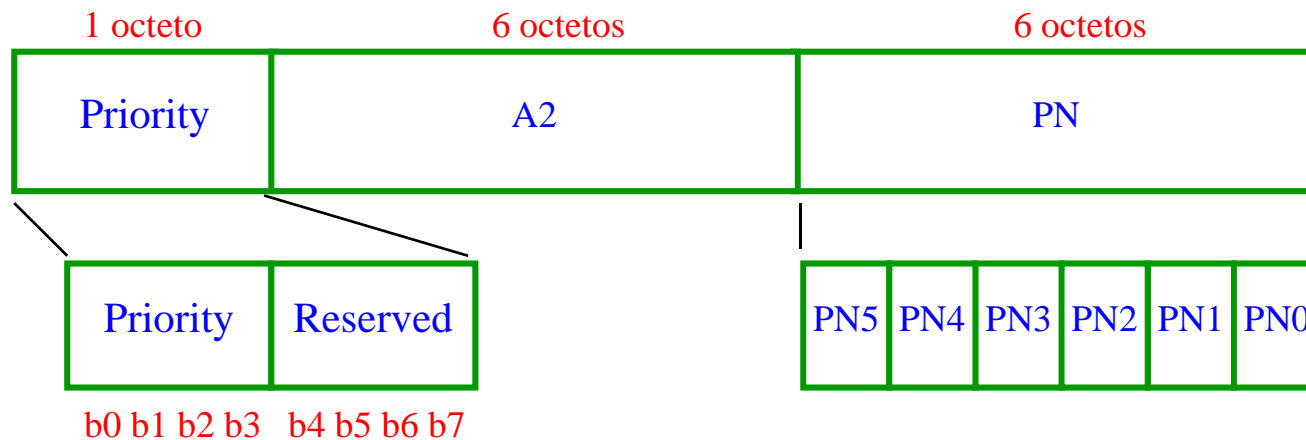 1 octeto 6 octetos 6 octetos
Priority A2 PN
Priority Reserved PN5 PN4 PN3 PN2 PN1 PN0
b0 b1 b2 b3 b4 b5 b6 b7